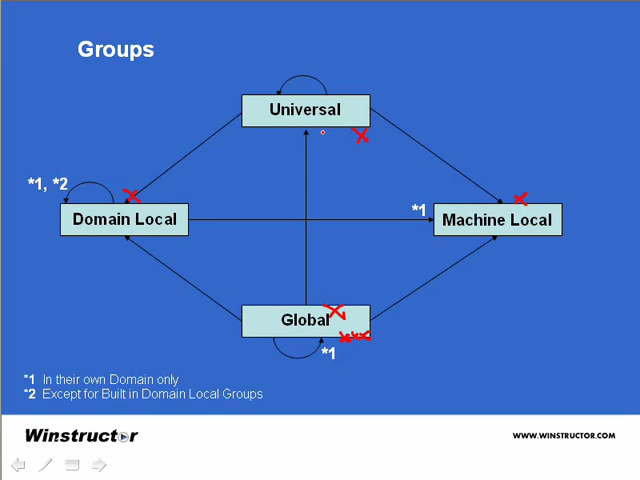 Groups
Universal
*1, *2
Domain Local
*1
Machine Local
Global
*1
*1 In their own Domain only
*2 Except for Built in Domain Local Groups
Winstructor
WWW.WINSTRUCTOR.COM